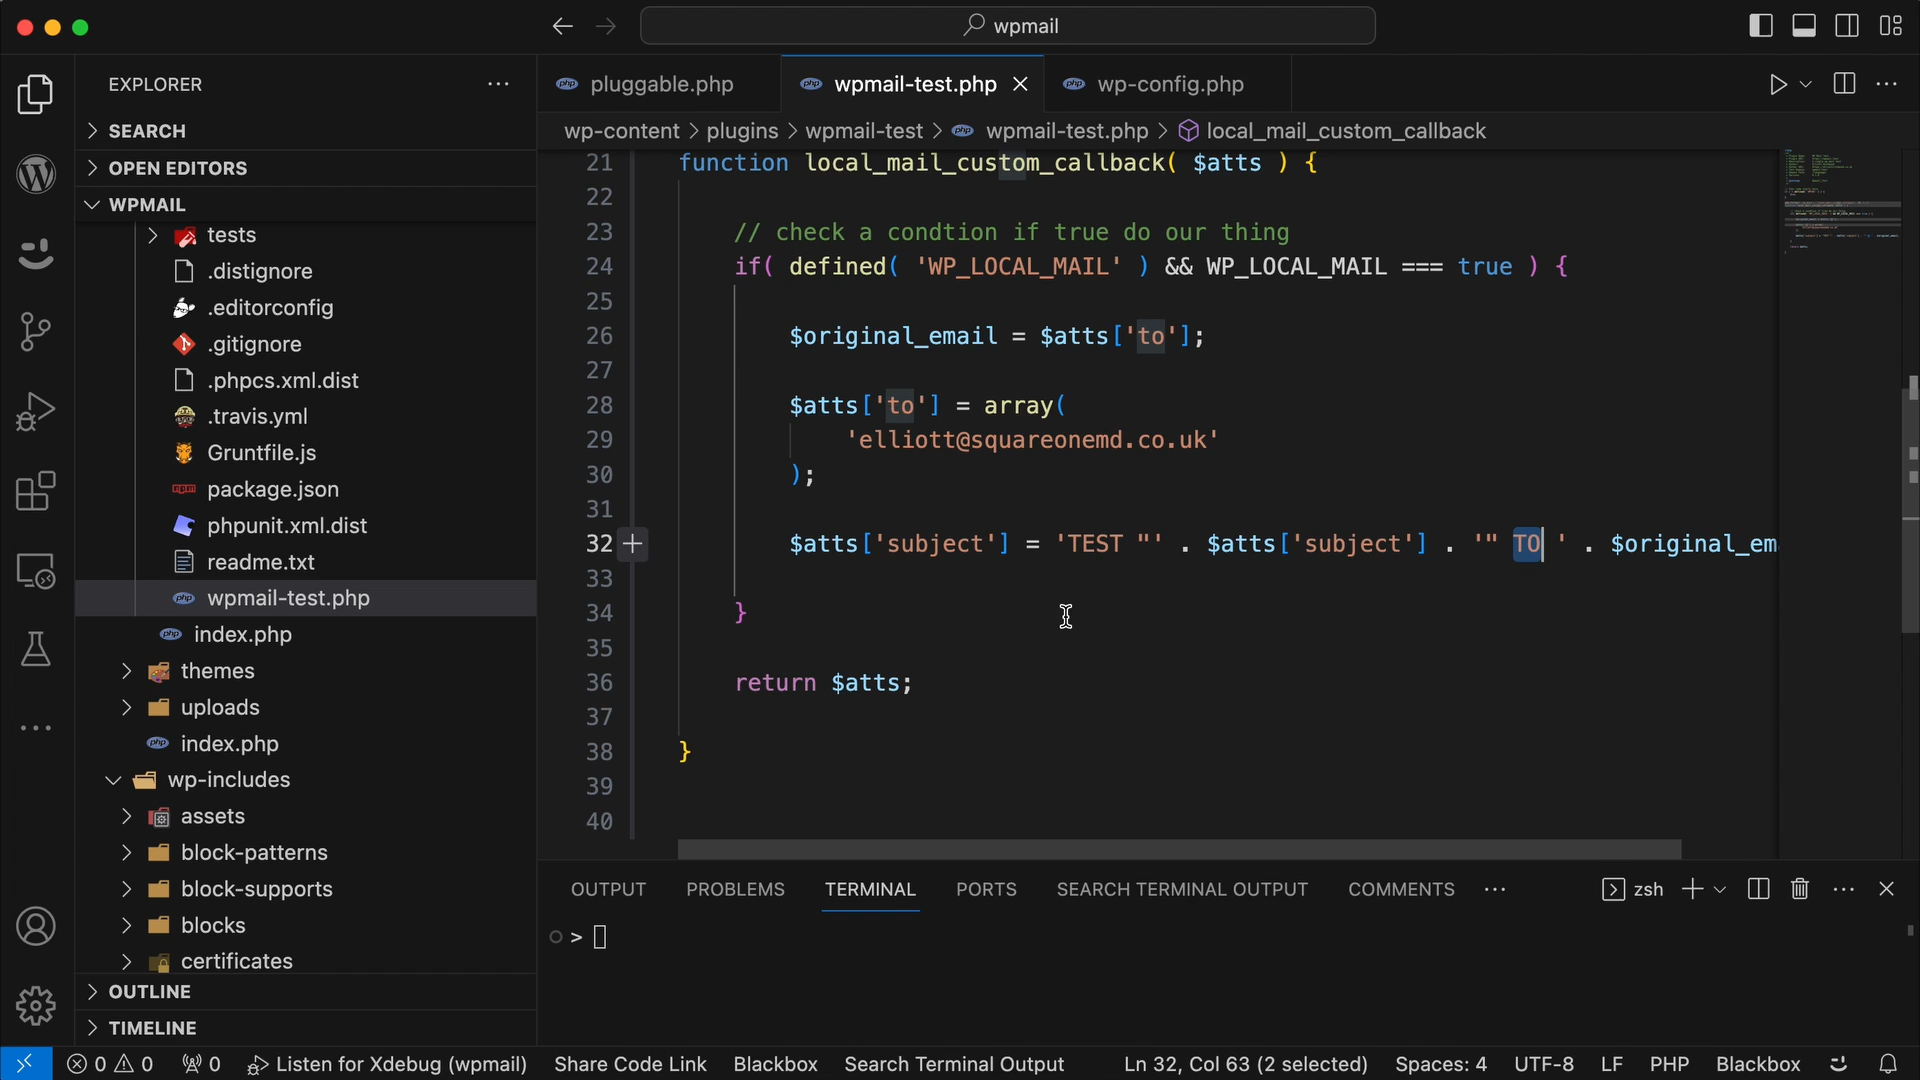 wpmail
EXPLORER
SEARCH
OPEN EDITORS
WPMAIL
tests
.distignore
.editorconfig
.gitignore
.phpcs.xml.dist
.travis.yml
Gruntfile.js
package.json
phpunit.xml.dist
readme.txt
wpmail-test.php
index.php
themes
uploads
index.php
wp-includes
assets
block-patterns
block-supports
blocks
certificates
OUTLINE
TIMELINE
pluggable.php wpmail-test.php wp-config.php
wp-content > plugins > wpmail-test > wpmail-test.php > local_mail_custom_callback
21 function local_mail_custom_callback( $atts ) {
22
23 // check a condtion if true do our thing
24 if( defined( 'WP_LOCAL_MAIL' ) && WP_LOCAL_MAIL === true ) {
25
26 $original_email = $atts['to'];
27
28 $atts['to'] = array(
29 'elliott@squareonemd.co.uk'
30 );
31
32 $atts['subject'] = 'TEST "' . $atts['subject'] . '" TO ' . $original_em
33
34 }
35
36 return $atts;
37
38 }
39
40
OUTPUT PROBLEMS TERMINAL PORTS SEARCH TERMINAL OUTPUT COMMENTS
zsh
>
0 0 0 Listen for Xdebug (wpmail) Share Code Link Blackbox Search Terminal Output Ln 32, Col 63 (2 selected) Spaces: 4 UTF-8 LF PHP Blackbox